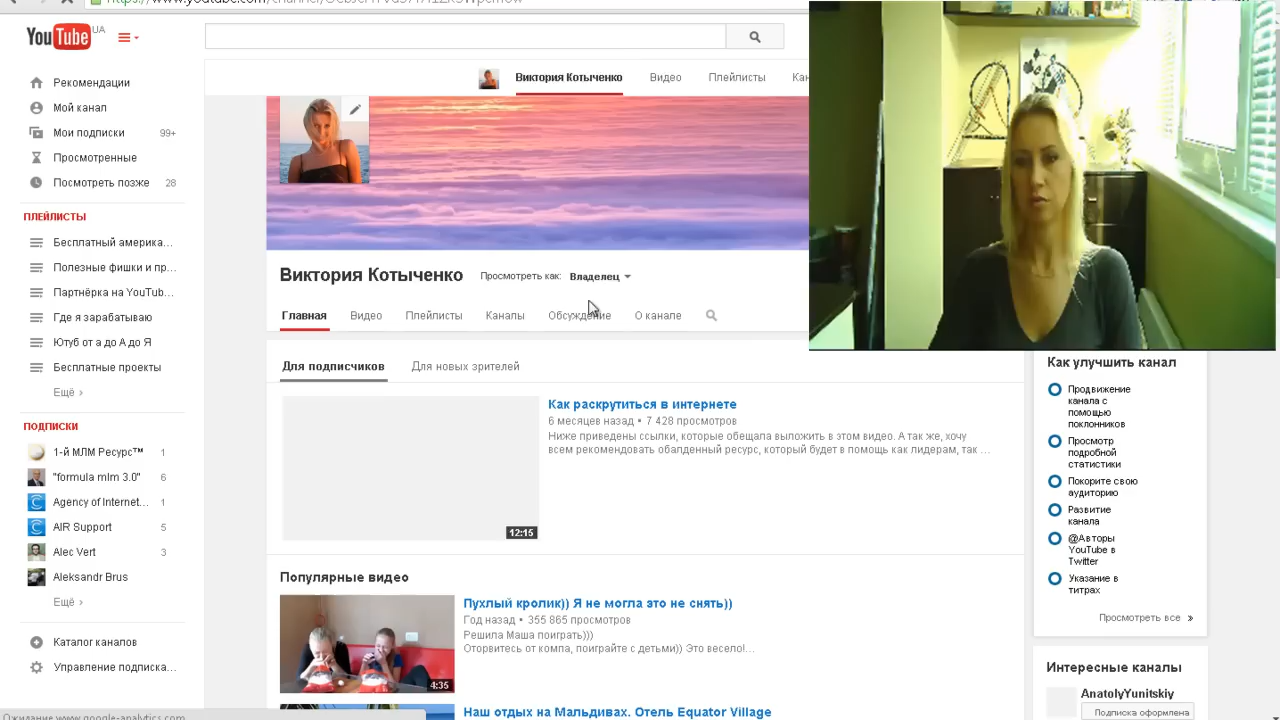 YouTube UA
Виктория Котыченко Видео Плейлисты
Рекомендации
Мой канал
Мои подписки 99+
Просмотренные
Посмотреть позже 28
ПЛЕЙЛИСТЫ
Бесплатный америка...
Полезные фишки и пр...
Партнёрка на YouTub...
Где я зарабатываю
Ютуб от а до А до Я
Бесплатные проекты
Ещё ›
ПОДПИСКИ
1-й МЛМ Ресурс™ 1
"formula mlm 3.0" 6
Agency of Internet... 1
AIR Support 5
Alec Vert 3
Aleksandr Brus
Ещё ›
Каталог каналов
Управление подписка...
Виктория Котыченко Просмотреть как: Владелец
Главная Видео Плейлисты Каналы Обсуждение О канале
Для подписчиков Для новых зрителей
Как раскрутиться в интернете
6 месяцев назад • 7 428 просмотров
Ниже приведены ссылки, которые обещала выложить в этом видео. А так же, хочу
всем рекомендовать обалденный ресурс, который будет в помощь как лидерам, так ...
12:15
Популярные видео
Пухлый кролик)) Я не могла это не снять))
Год назад • 355 865 просмотров
Решила Маша поиграть)))
Оторвитесь от компа, поиграйте с детьми)) Это весело!...
4:35
Наш отдых на Мальдивах. Отель Equator Village
Как улучшить канал
Продвижение
канала с
помощью
поклонников
Просмотр
подробной
статистики
Покорите свою
аудиторию
Развитие
канала
@Авторы
YouTube в
Twitter
Указание в
титрах
Просмотреть все »
Интересные каналы
AnatolyYunitskiy
Подписка оформлена